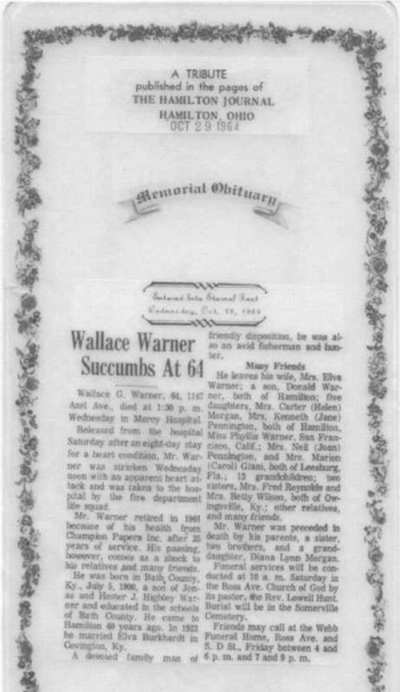 A TRIBUTE
published in the pages of
THE HAMILTON JOURNAL
HAMILTON, OHIO
OCT 29 1964
Memorial Obituary
Entered Into Eternal Rest
Wednesday, Oct. 28, 1964
Wallace Warner
Succumbs At 64
Wallace G. Warner, 64, 1167
Azel Ave., died at 1:30 p. m.
Wednesday in Mercy Hospital.
Released from the hospital
Saturday after an eight-day stay
for a heart condition, Mr. War-
ner was stricken Wednesday
noon with an apparent heart at-
tack and was taken to the hos-
pital by the fire department
life squad.
Mr. Warner retired in 1961
because of his health from
Champion Papers Inc. after 25
years of service. His passing,
however, comes as a shock to
his relatives and many friends.
He was born in Bath County,
Ky., July 5, 1900, a son of Jon-
as and Hester J. Highley War-
ner and educated in the schools
of Bath County. He came to
Hamilton 40 years ago. In 1922
he married Elva Burkhardt in
Covington, Ky.
A devoted family man of
friendly disposition, he was al-
so an avid fisherman and hun-
ter.
Many Friends
He leaves his wife, Mrs. Elva
Warner; a son, Donald War-
ner, both of Hamilton; five
daughters, Mrs. Carter (Helen)
Morgan, Mrs. Kenneth (Jane)
Pennington, both of Hamilton,
Miss Phyllis Warner, San Fran-
cisco, Calif.; Mrs. Neil (Joan)
Pennington, and Mrs. Marion
(Carol) Glass, both of Leesburg,
Fla.; 13 grandchildren; two
sisters, Mrs. Fred Reynolds and
Mrs. Betty Wilson, both of Ow-
ingsville, Ky.; other relatives,
and many friends.
Mr. Warner was preceded in
death by his parents, a sister,
two brothers, and a grand-
daughter, Diana Lynn Morgan.
Funeral services will be con-
ducted at 10 a. m. Saturday in
the Ross Ave. Church of God by
its pastor, the Rev. Lowell Hunt.
Burial will be in the Somerville
Cemetery.
Friends may call at the Webb
Funeral Home, Ross Ave. and
S. D St., Friday between 4 and
6 p. m. and 7 and 9 p. m.